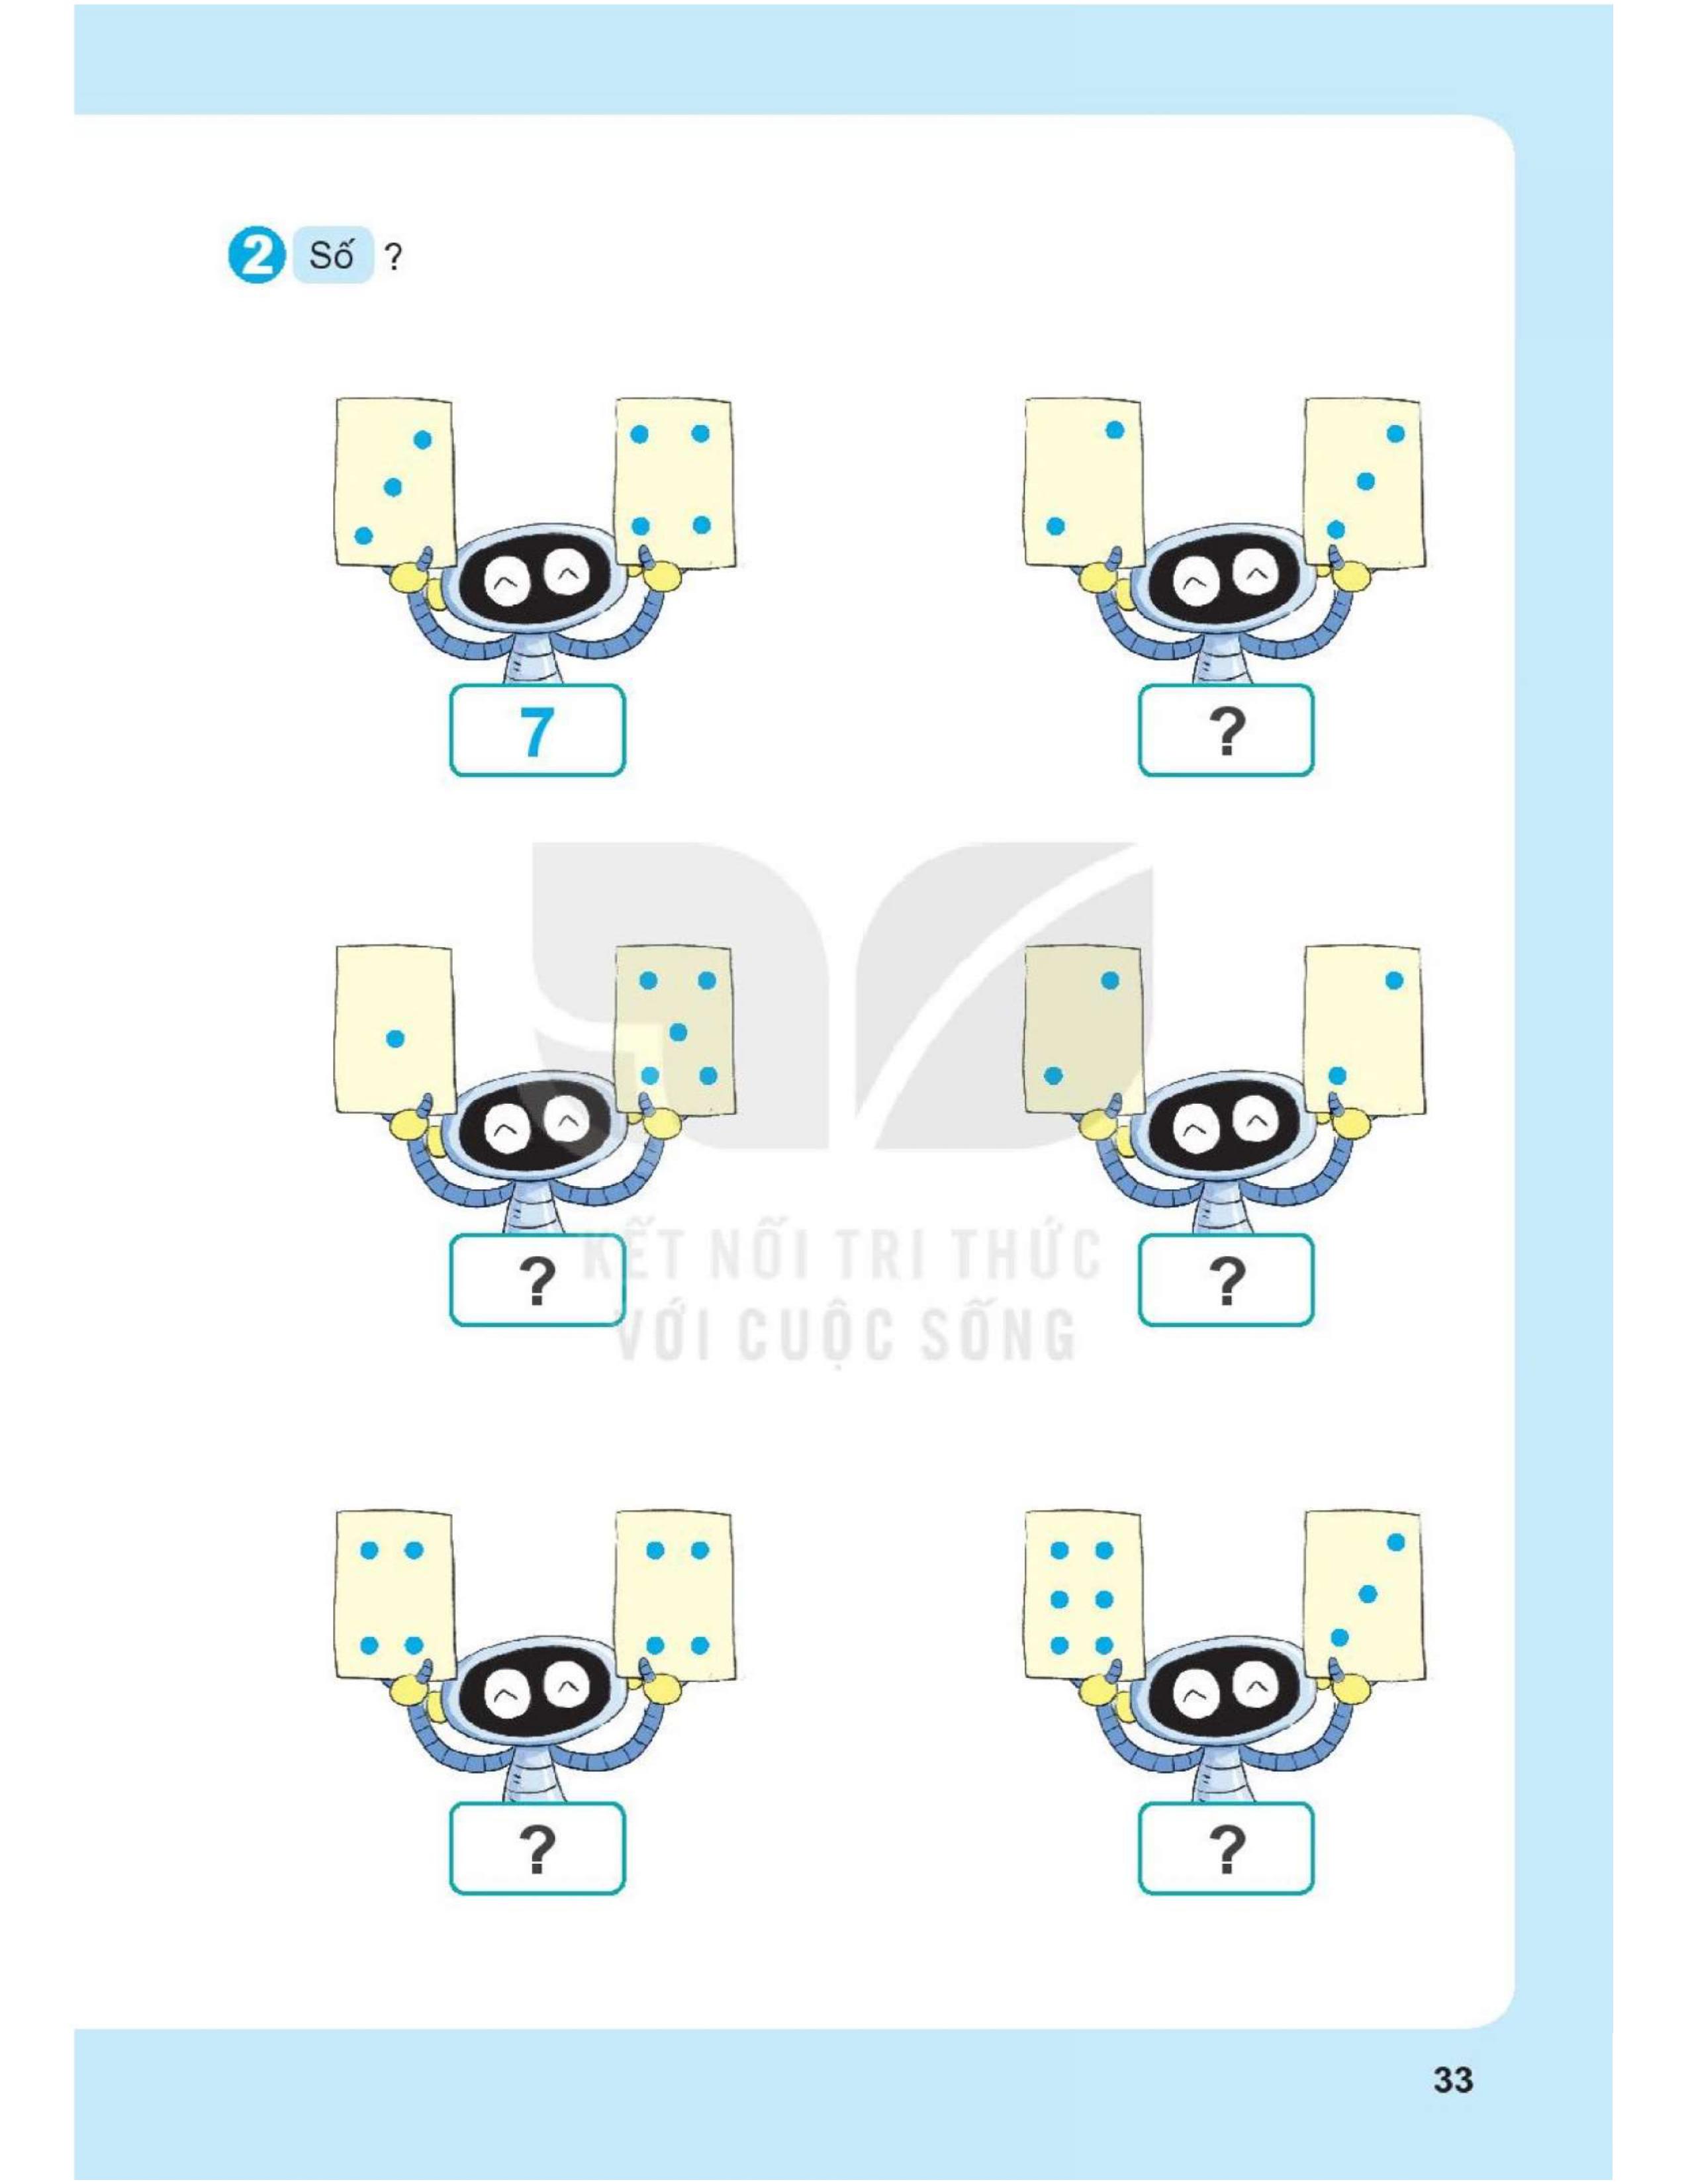 2 Số ?
7 ?
? ?
KẾT NỐI TRI THỨC
VỚI CUỘC SỐNG
? ?
33